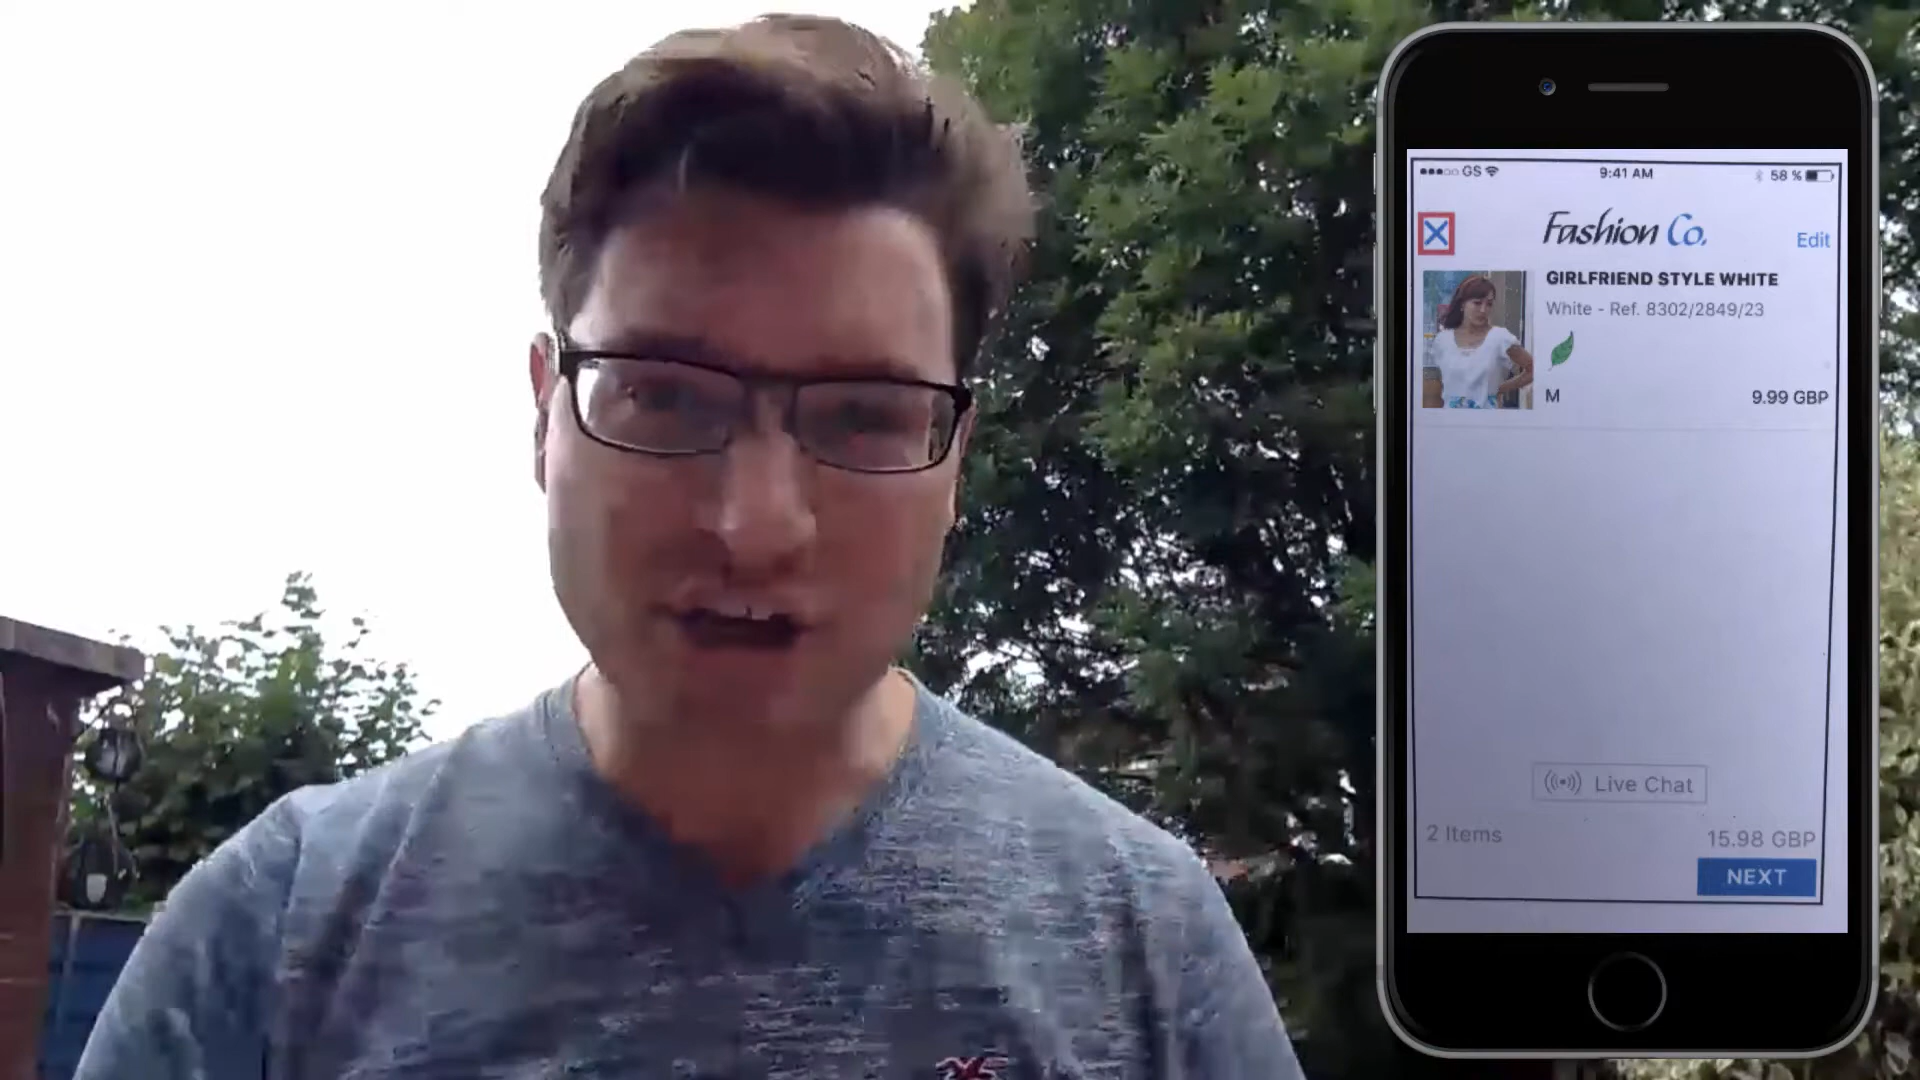 GS 9:41 AM 58 %
Fashion Co. Edit
GIRLFRIEND STYLE WHITE
White - Ref. 8302/2849/23
M 9.99 GBP
Live Chat
2 Items 15.98 GBP
NEXT